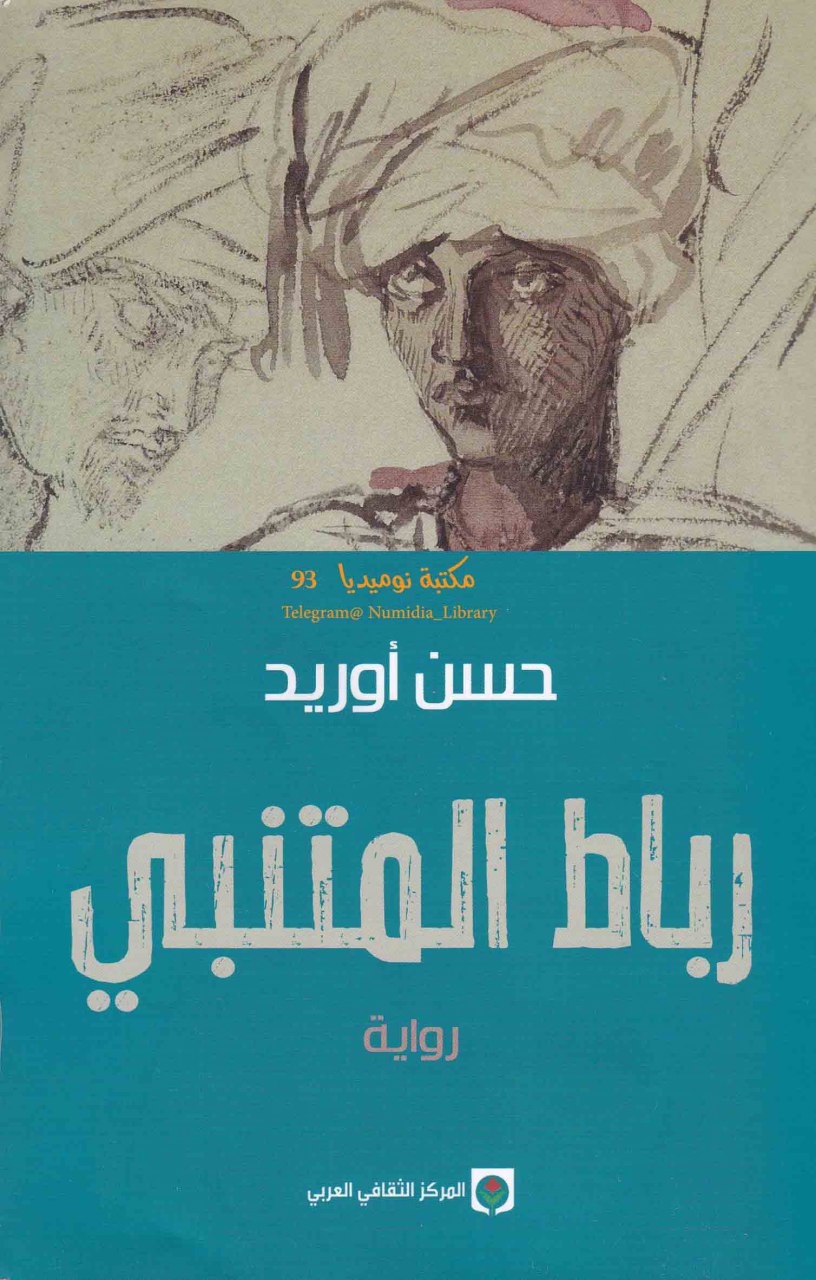 مكتبة نوميديا 93
Telegram@ Numidia_Library
حسن أوريد
رباط المتنبي
رواية
المركز الثقافي العربي